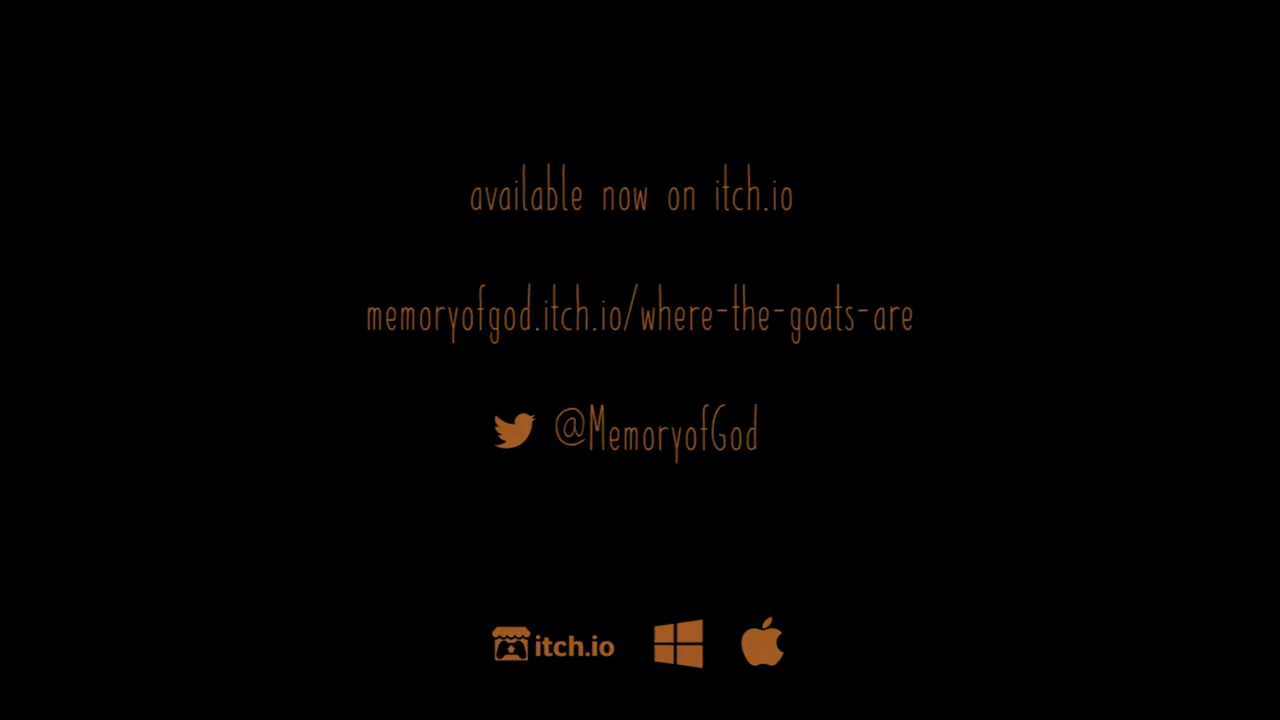 available now on itch.io
memoryofgod.itch.io/where-the-goats-are
@MemoryofGod
itch.io